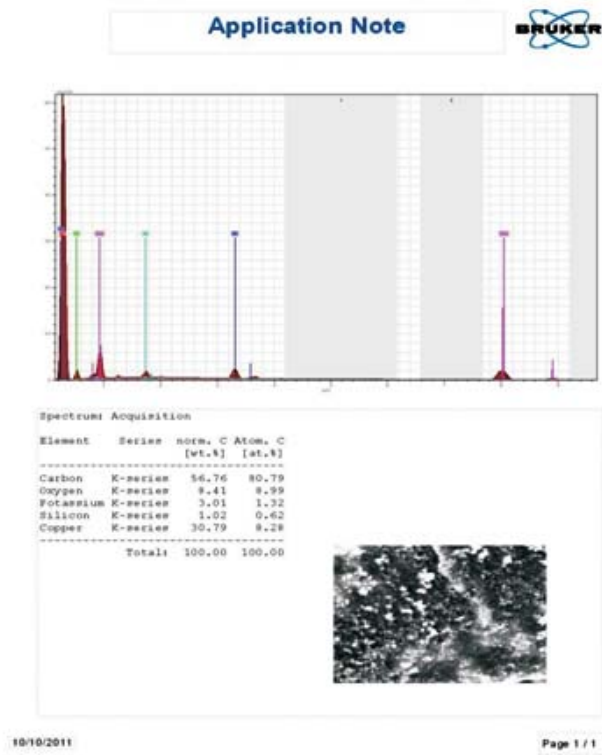 Application Note
BRUKER
Spectrum: Acquisition
Element Series norm. C Atom. C
[wt.%] [at.%]
Carbon K-series 56.76 80.79
Oxygen K-series 8.41 8.99
Potassium K-series 3.01 1.32
Silicon K-series 1.02 0.62
Copper K-series 30.79 8.28
Total: 100.00 100.00
10/10/2011
Page 1 / 1